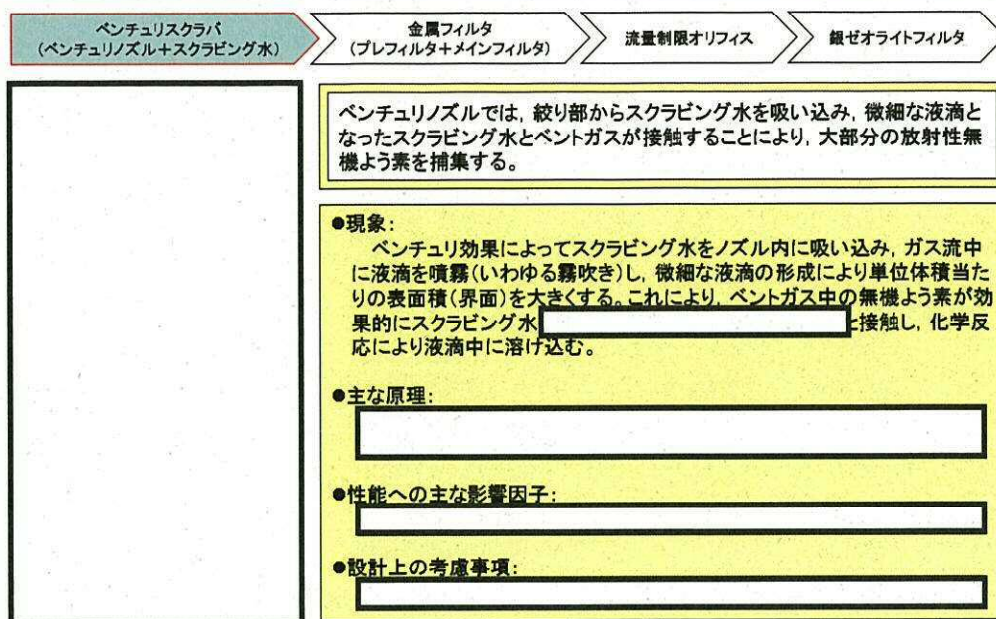 ベンチュリスクラバ
(ベンチュリノズル+スクラビング水)
金属フィルタ
(プレフィルタ+メインフィルタ)
流量制限オリフィス
銀ゼオライトフィルタ
ベンチュリノズルでは,絞り部からスクラビング水を吸い込み,微細な液滴と
なったスクラビング水とベントガスが接触することにより,大部分の放射性無
機よう素を捕集する。
●現象:
ベンチュリ効果によってスクラビング水をノズル内に吸い込み,ガス流中
に液滴を噴霧(いわゆる霧吹き)し,微細な液滴の形成により単位体積当た
りの表面積(界面)を大きくする。これにより,ベントガス中の無機よう素が効
果的にスクラビング水 と接触し,化学反
応により液滴中に溶け込む。
●主な原理:
●性能への主な影響因子:
●設計上の考慮事項: